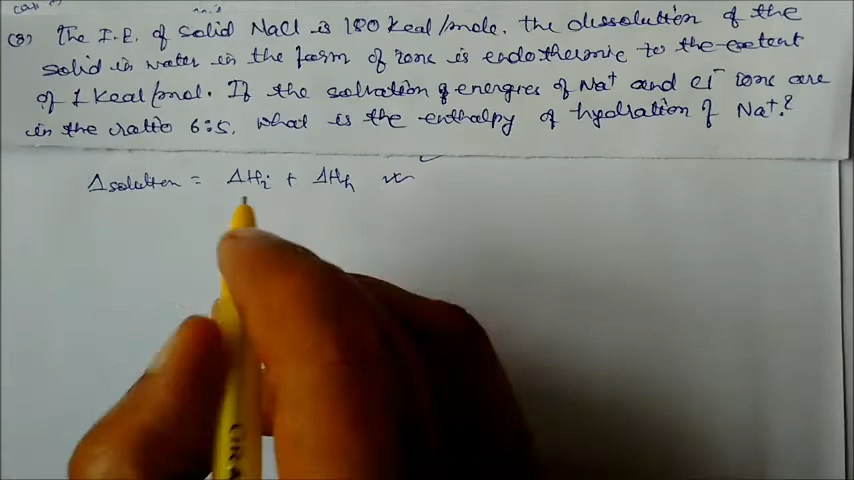 (8) The I.E. of solid NaCl is 180 Kcal/mole. the dissolution of the
solid in water in the form of ions is endothermic to the extent
of 1 Kcal/mol. If the solvation energies of Na⁺ and Cl⁻ ions are
in the ratio 6:5, what is the enthalpy of hydration of Na⁺?
Δsolution = ΔHi + ΔHh